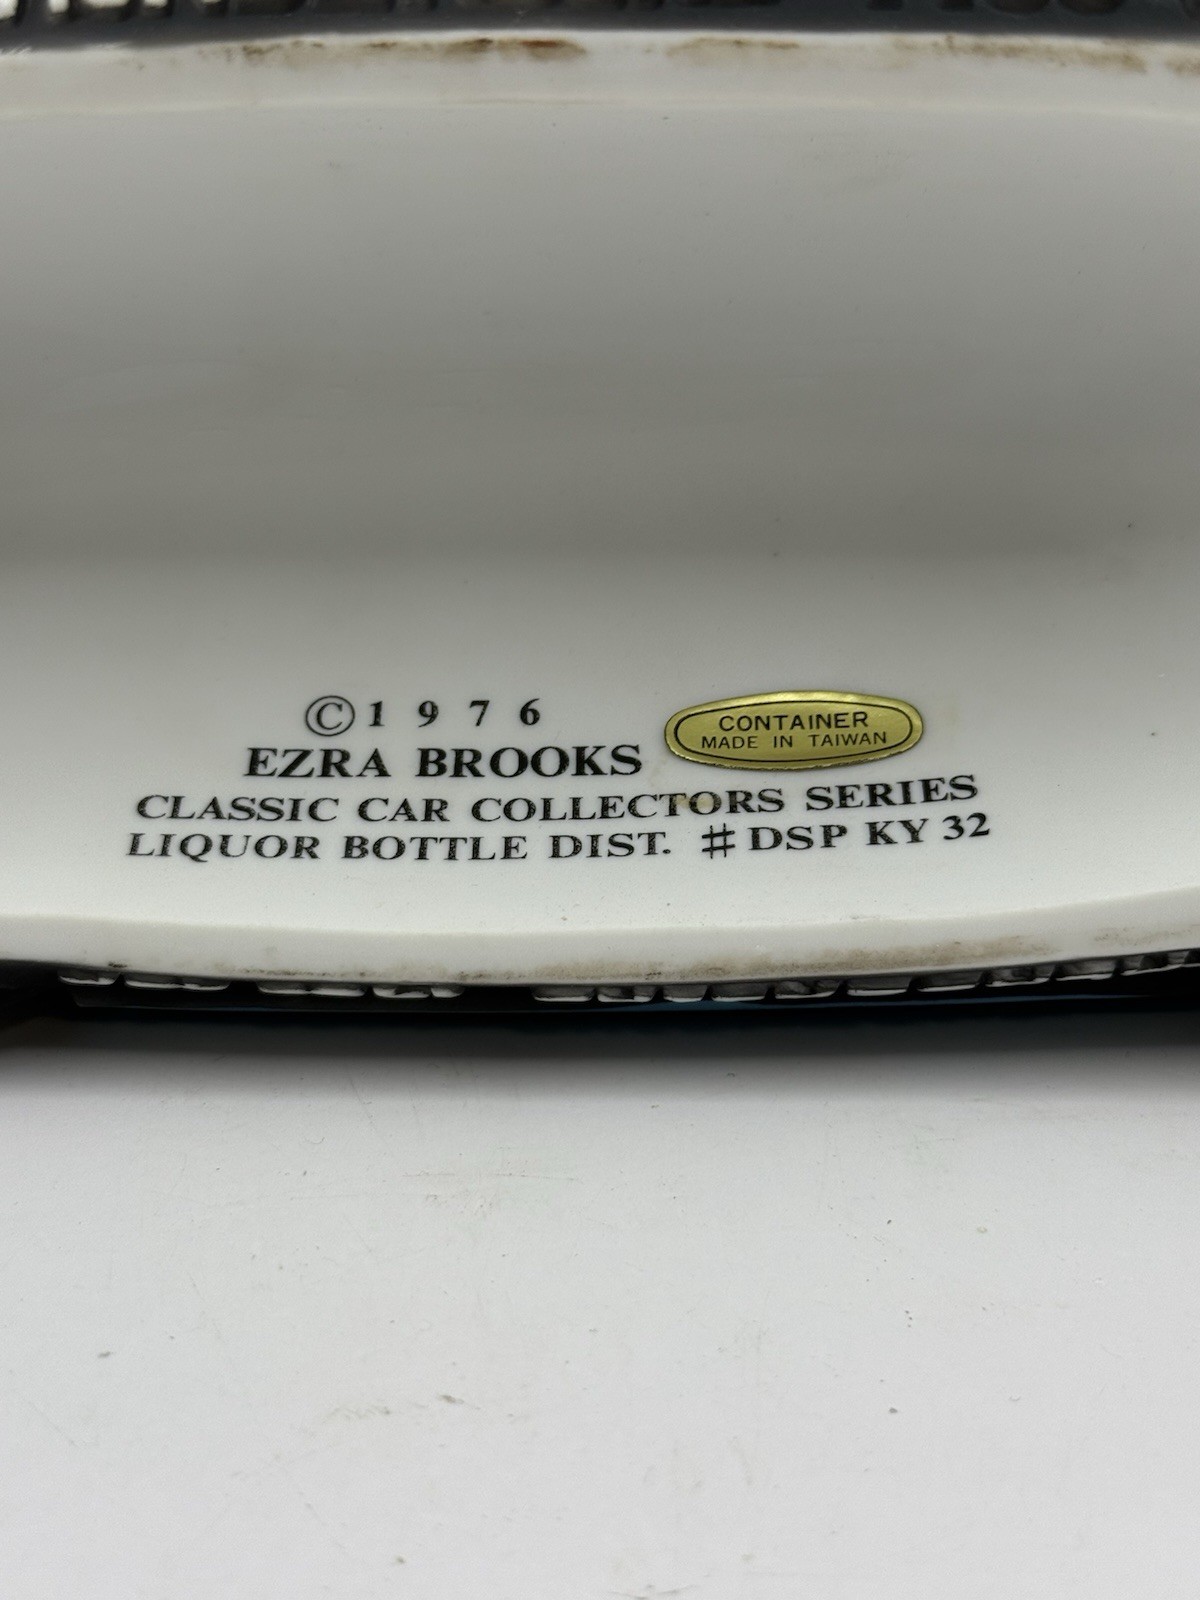 ©1976
EZRA BROOKS
CONTAINER
MADE IN TAIWAN
CLASSIC CAR COLLECTORS SERIES
LIQUOR BOTTLE DIST. #DSP KY 32